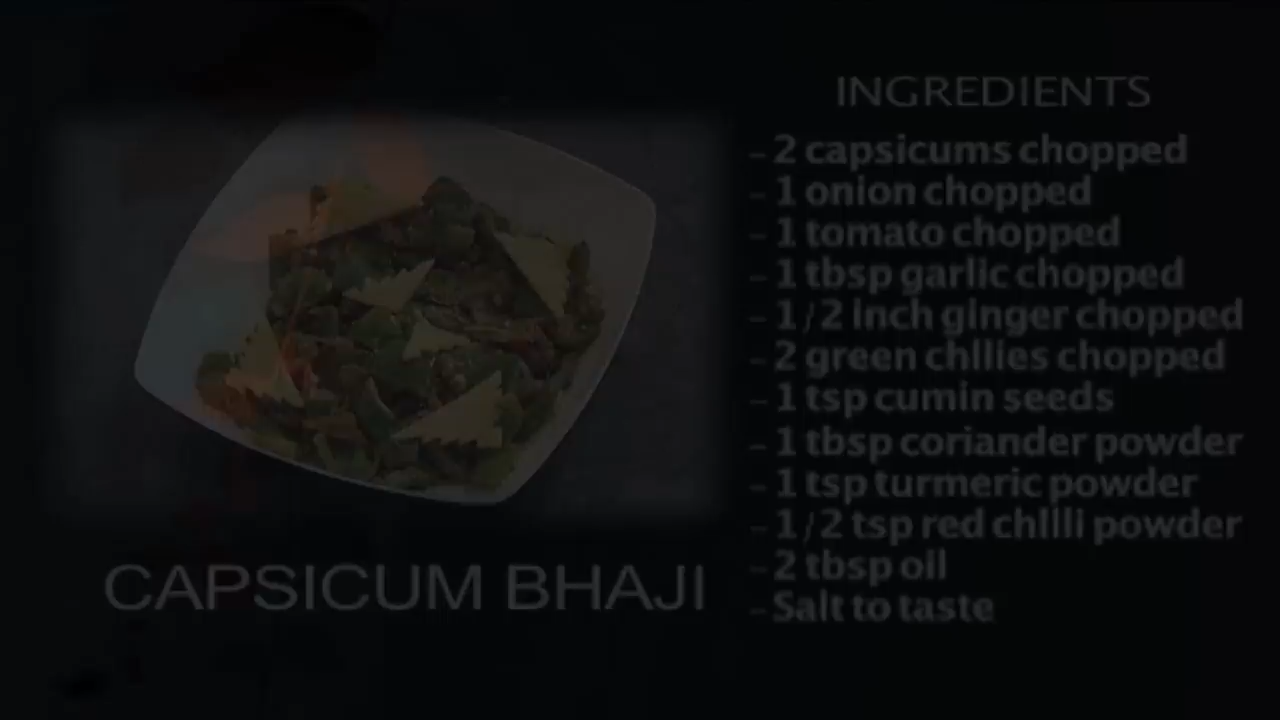 INGREDIENTS
- 2 capsicums chopped
- 1 onion chopped
- 1 tomato chopped
- 1 tbsp garlic chopped
- 1/2 inch ginger chopped
- 2 green chllies chopped
- 1 tsp cumin seeds
- 1 tbsp coriander powder
- 1 tsp turmeric powder
- 1/2 tsp red chllli powder
- 2 tbsp oil
- Salt to taste
CAPSICUM BHAJI